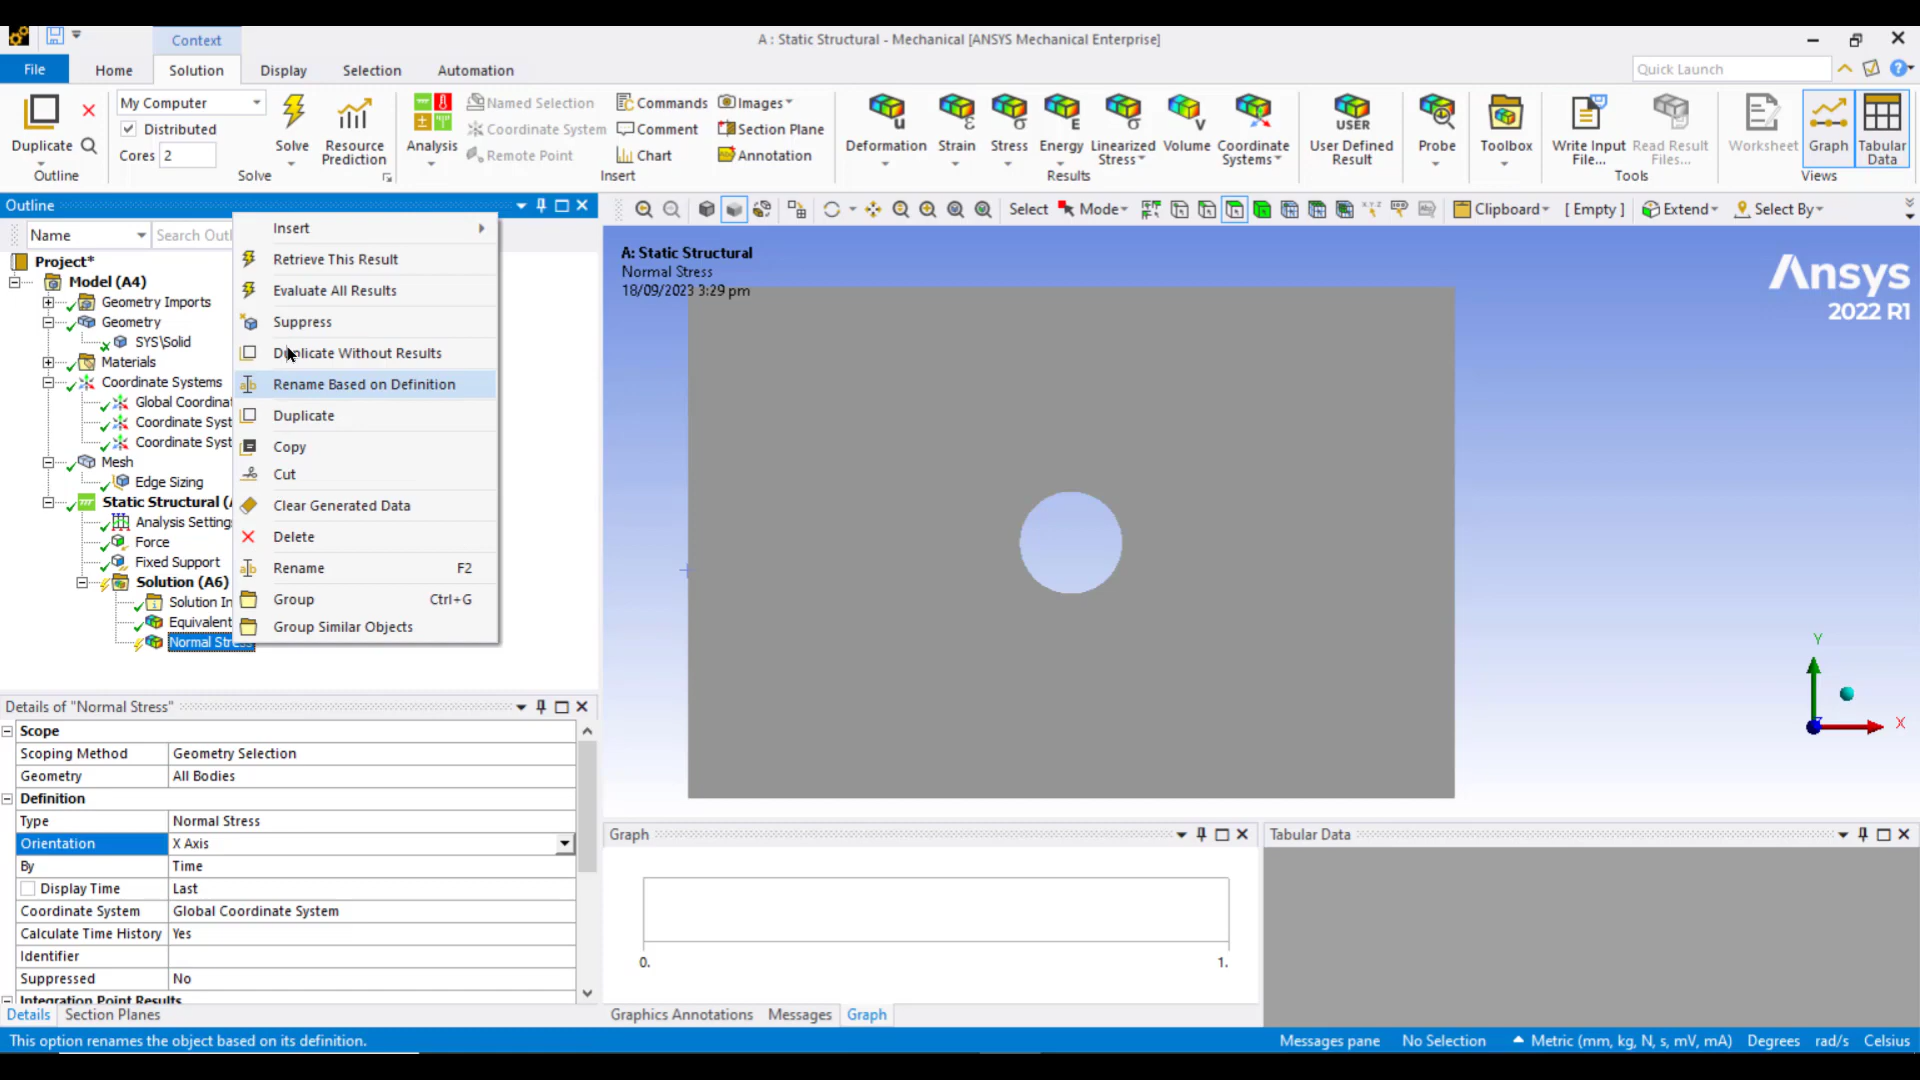 Context
A : Static Structural - Mechanical [ANSYS Mechanical Enterprise]
File
Home
Solution
Display
Selection
Automation
Quick Launch
Duplicate
Outline
My Computer
Distributed
Cores 2
Solve
Resource
Prediction
Solve
Analysis
Named Selection
Coordinate System
Remote Point
Commands
Comment
Chart
Images
Section Plane
Annotation
Insert
Deformation
Strain
Stress
Energy
Linearized
Stress
Volume
Coordinate
Systems
Results
USER
User Defined
Result
Probe
Toolbox
Write Input
File...
Read Result
Files...
Tools
Worksheet
Graph
Tabular
Data
Views
Outline
Name
Search Outl
Project*
Model (A4)
Geometry Imports
Geometry
SYS\Solid
Materials
Coordinate Systems
Global Coordinat
Coordinate Syst
Coordinate Syst
Mesh
Edge Sizing
Static Structural (A
Analysis Setting
Force
Fixed Support
Solution (A6)
Solution In
Equivalent
Normal Stress
Insert
Retrieve This Result
Evaluate All Results
Suppress
Duplicate Without Results
Rename Based on Definition
Duplicate
Copy
Cut
Clear Generated Data
Delete
Rename F2
Group Ctrl+G
Group Similar Objects
Select
Mode
Clipboard
[ Empty ]
Extend
Select By
A: Static Structural
Normal Stress
18/09/2023 3:29 pm
Ansys
2022 R1
Y
X
Details of "Normal Stress"
Scope
Scoping Method Geometry Selection
Geometry All Bodies
Definition
Type Normal Stress
Orientation X Axis
By Time
Display Time Last
Coordinate System Global Coordinate System
Calculate Time History Yes
Identifier
Suppressed No
Integration Point Results
Details
Section Planes
Graph
0.
1.
Graphics Annotations
Messages
Graph
Tabular Data
This option renames the object based on its definition.
Messages pane
No Selection
Metric (mm, kg, N, s, mV, mA)
Degrees
rad/s
Celsius